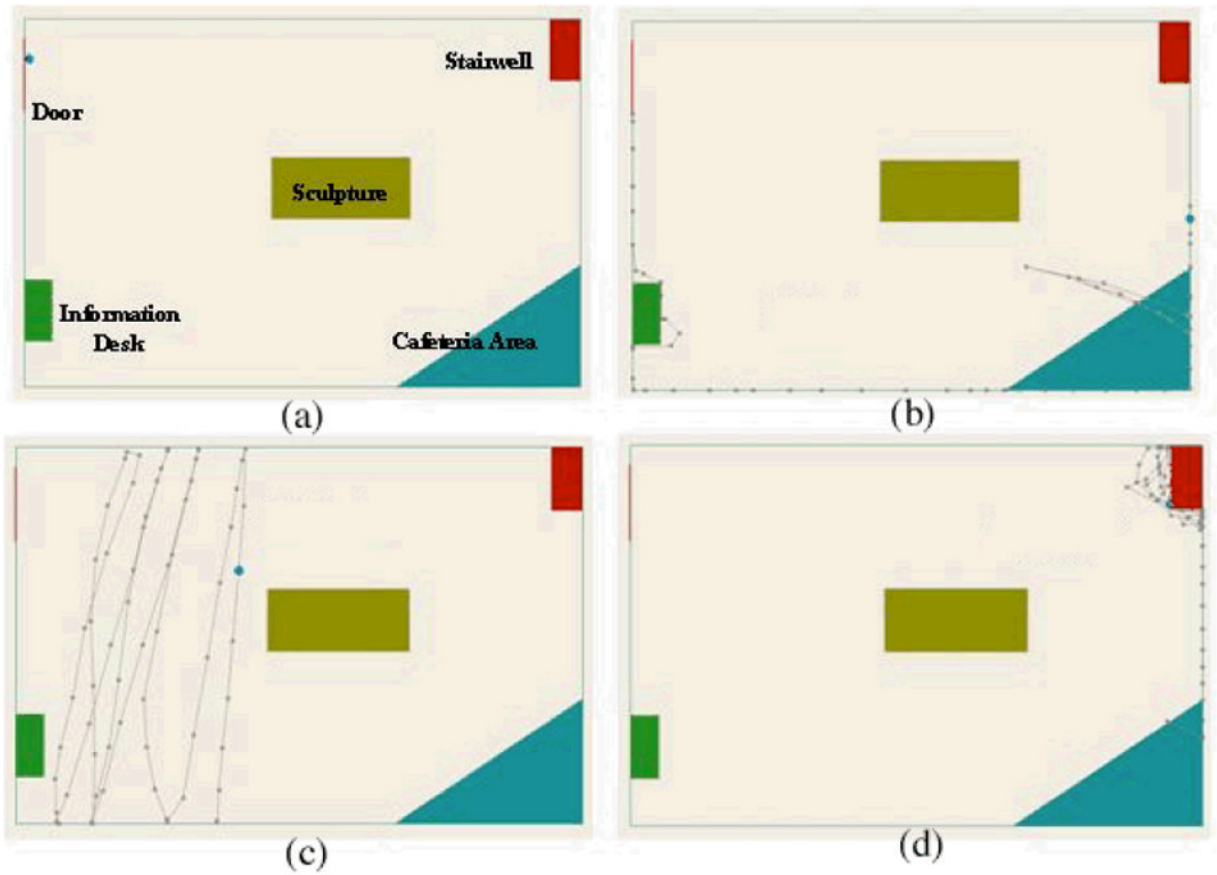 Stairwell
Door
Sculpture
Information
Desk
Cafeteria Area
(a)
(b)
(c)
(d)